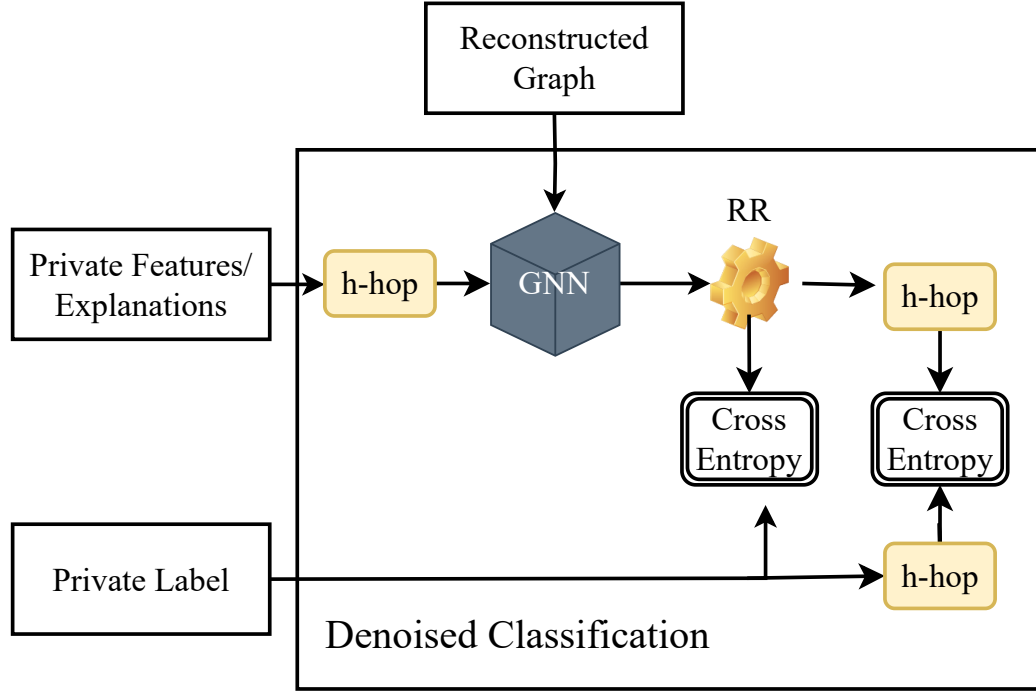 Reconstructed
Graph
RR
Private Features/
Explanations
h-hop
GNN
h-hop
Cross
Entropy
Cross
Entropy
Private Label
h-hop
Denoised Classification